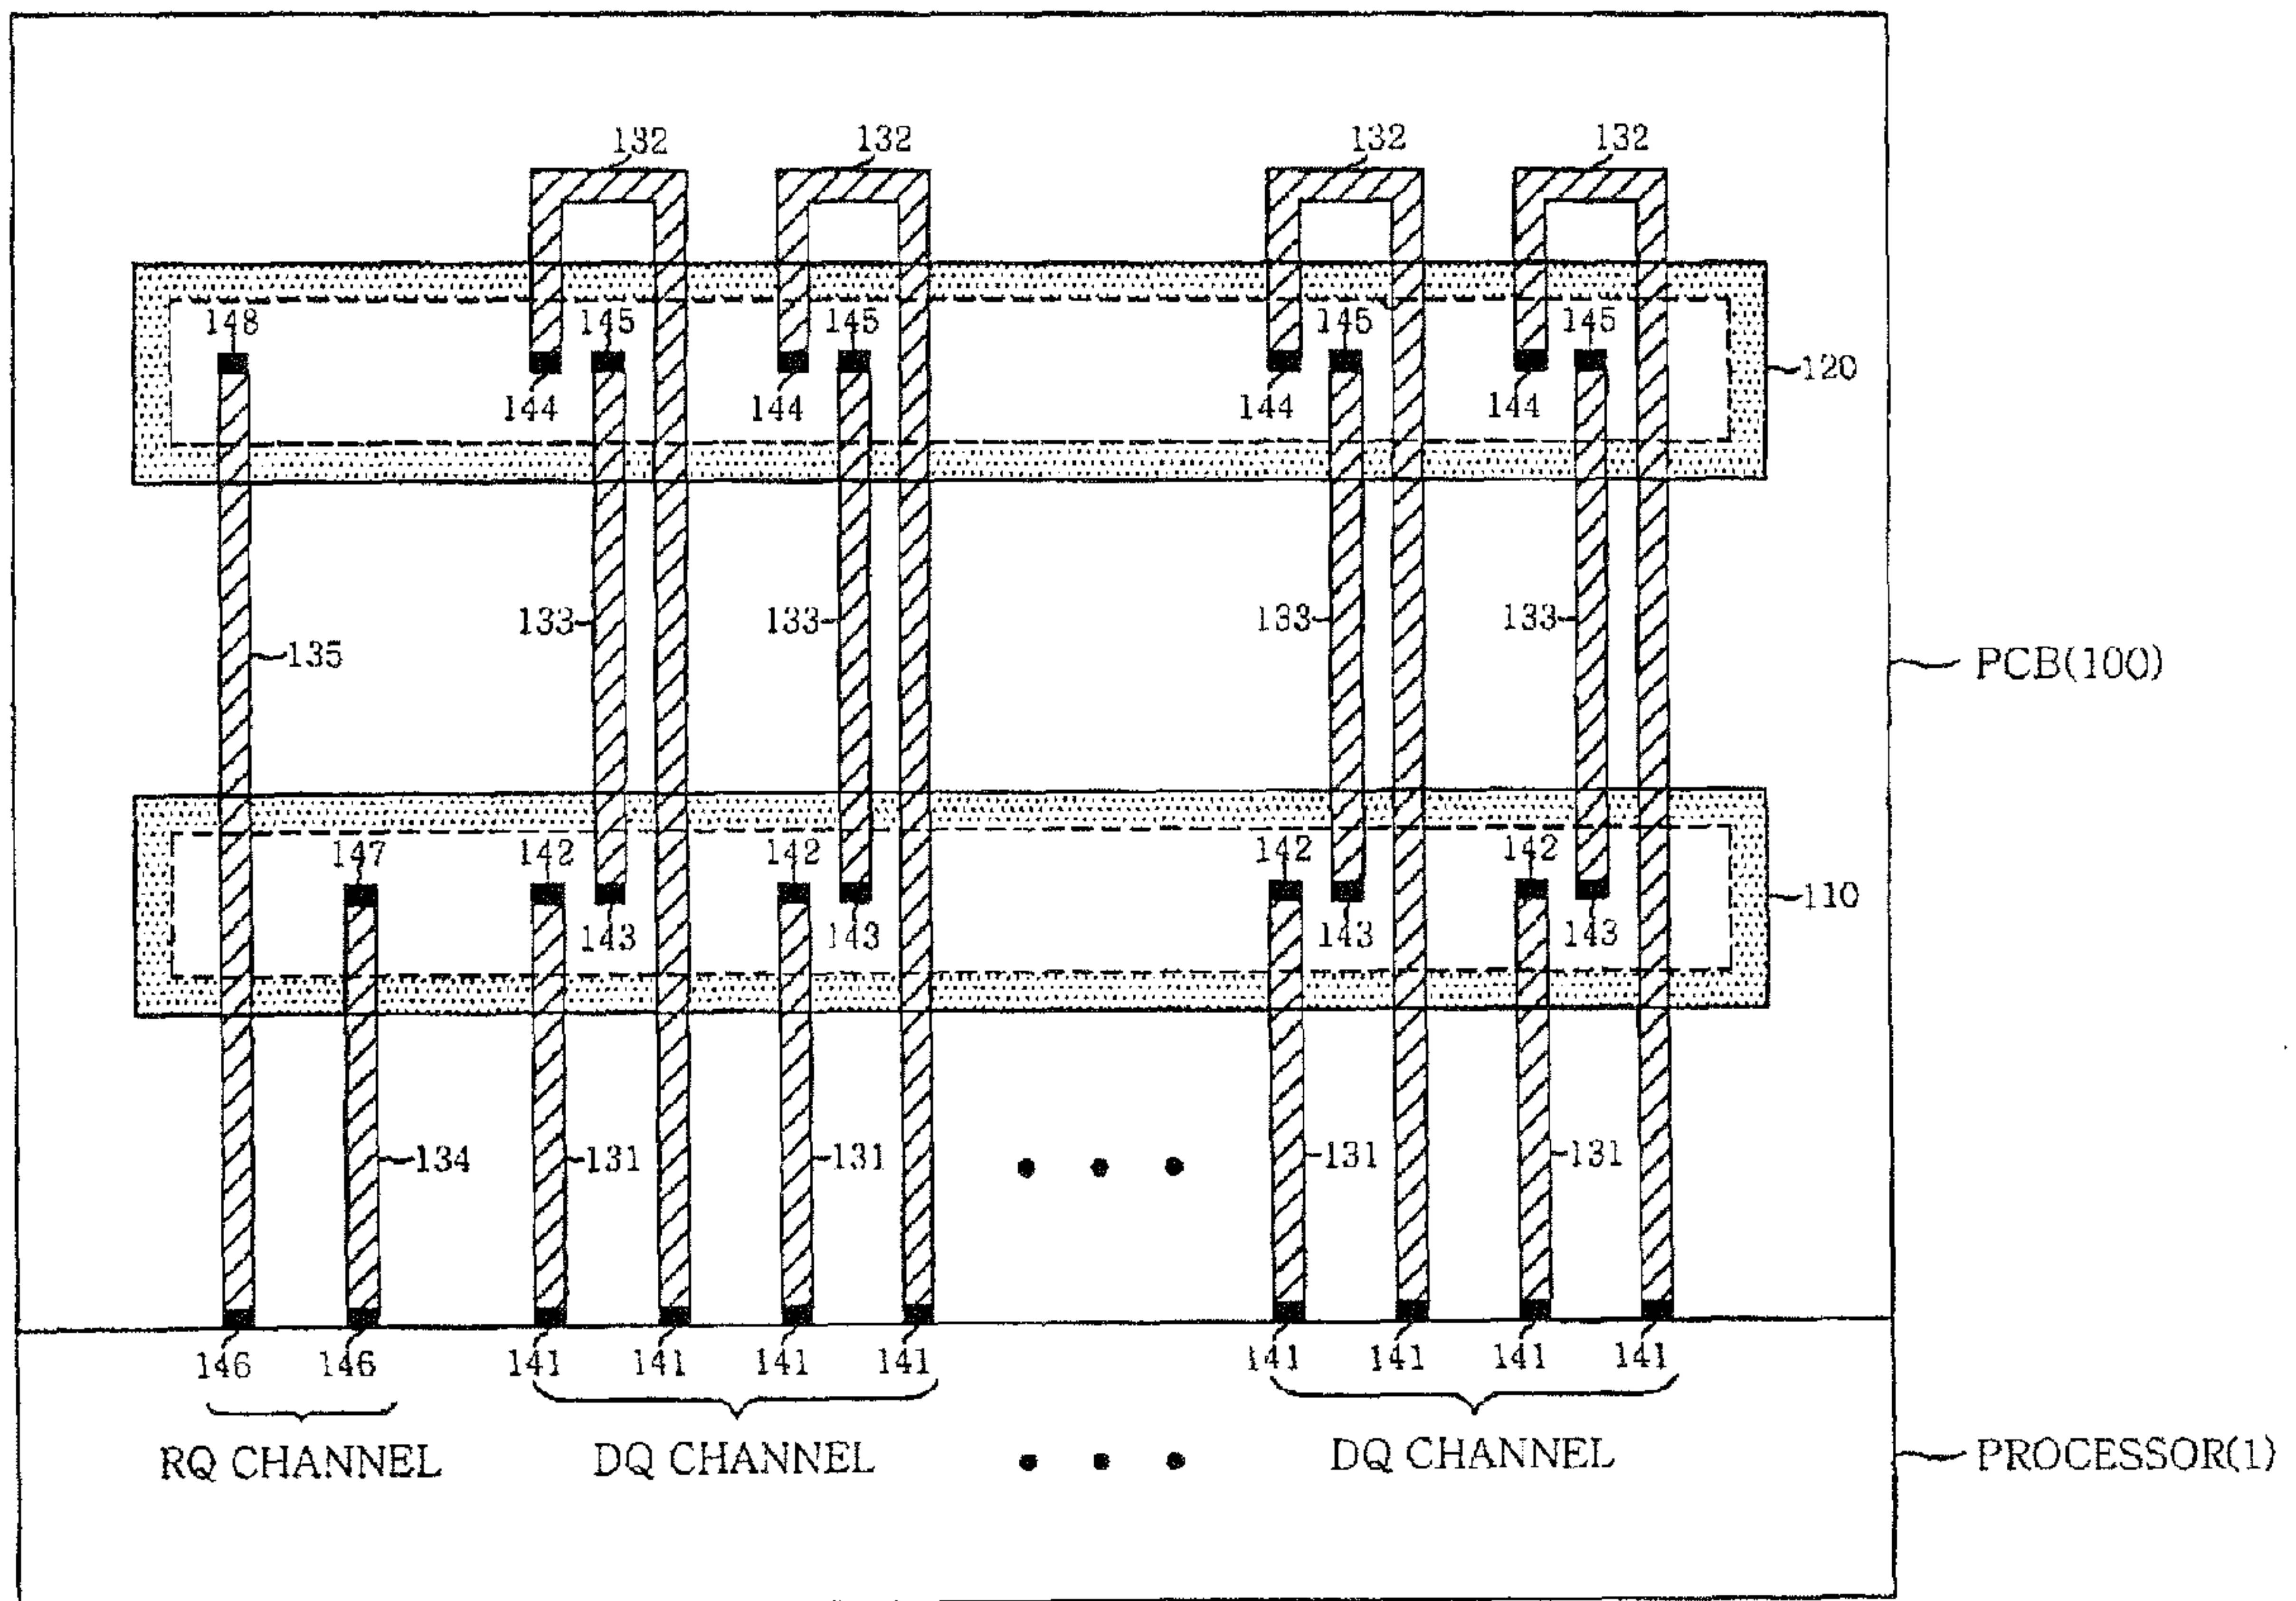 132 132 132 132
148 145 145 145 145
120
144 144 144 144
133 133 133 133
135
PCB(100)
147 142 142 142 142
110
143 143 143 143
134 131 131 131 131
146 146 141 141 141 141 141 141 141 141
RQ CHANNEL DQ CHANNEL • • • DQ CHANNEL
PROCESSOR(1)